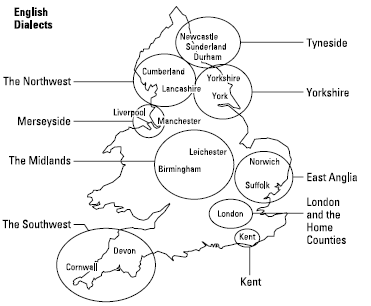 English
Dialects
Newcastle
Sunderland
Durham
Tyneside
Cumberland
Lancashire
Yorkshire
York
The Northwest
Yorkshire
Liverpool
Manchester
Merseyside
The Midlands
Leichester
Birmingham
Norwich
Suffolk
East Anglia
London
London
and the
Home
Counties
The Southwest
Devon
Cornwall
Kent
Kent